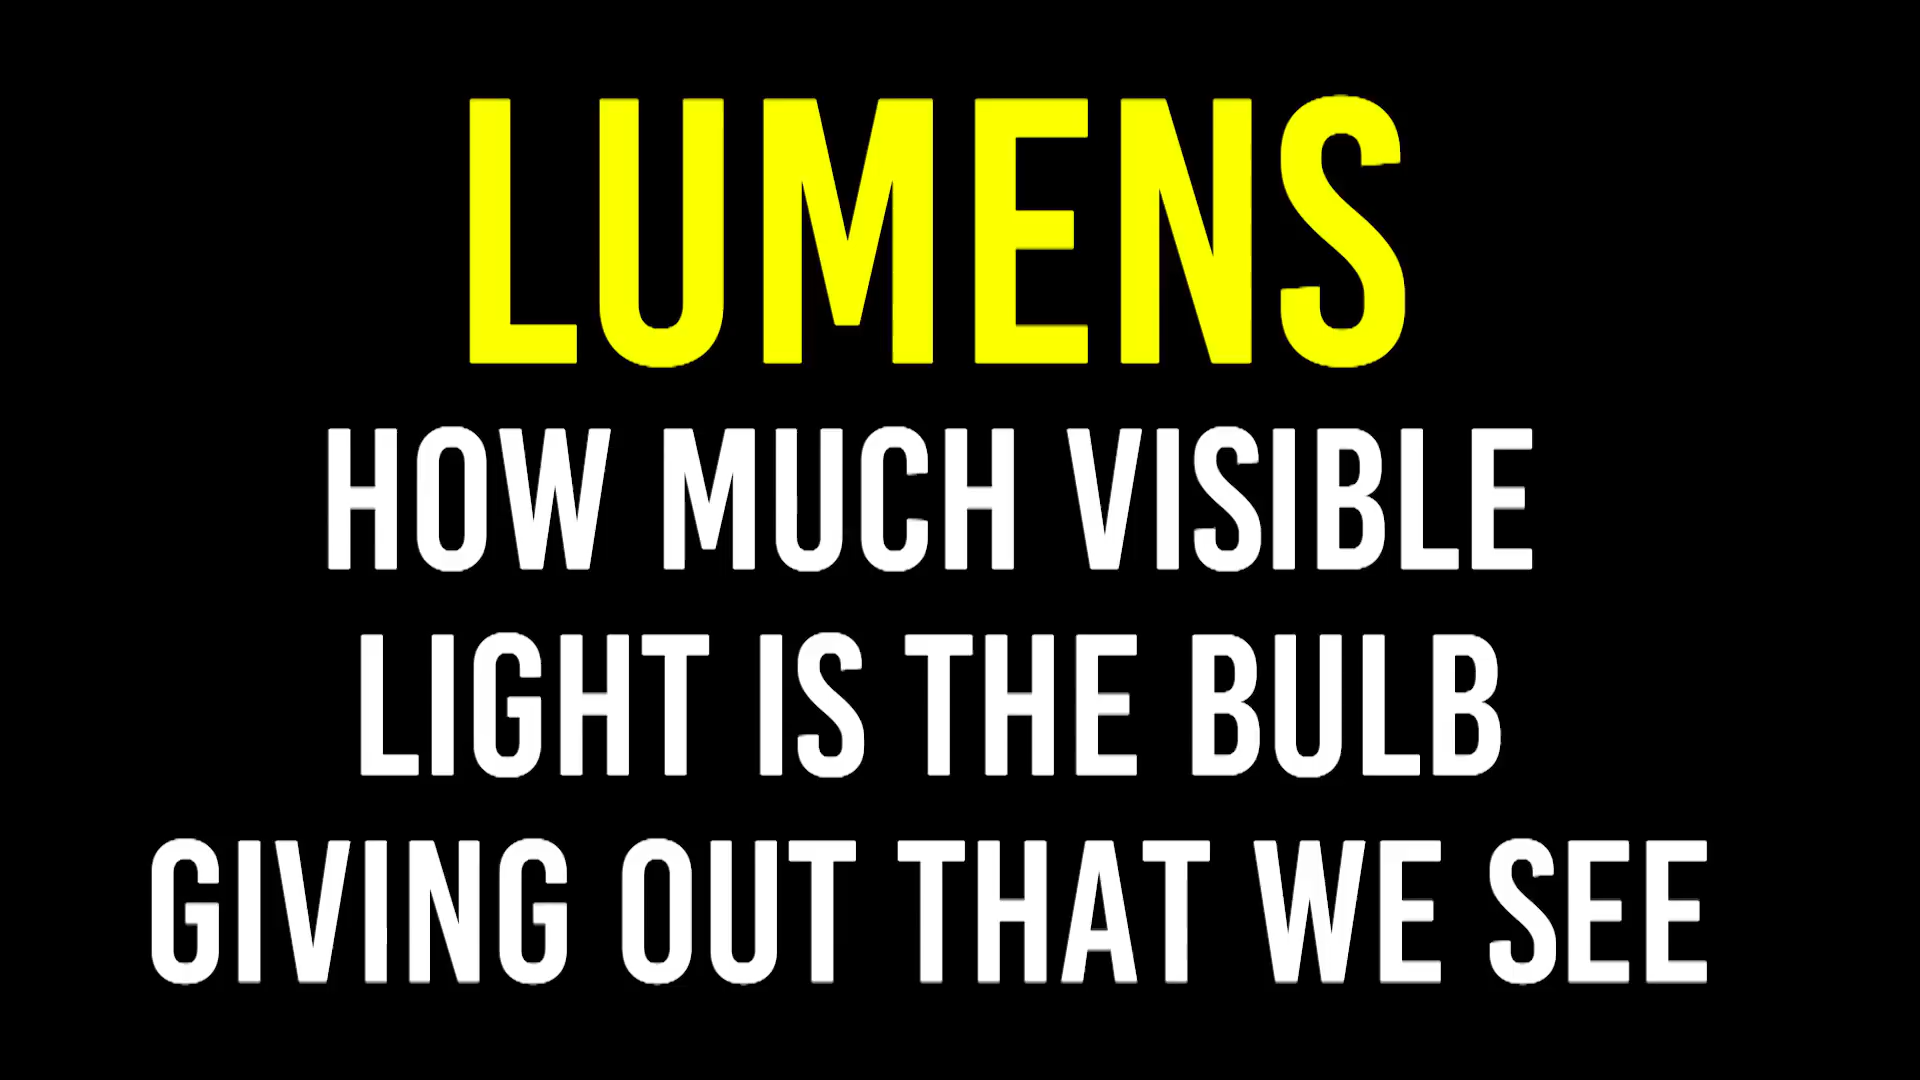 LUMENS
HOW MUCH VISIBLE
LIGHT IS THE BULB
GIVING OUT THAT WE SEE